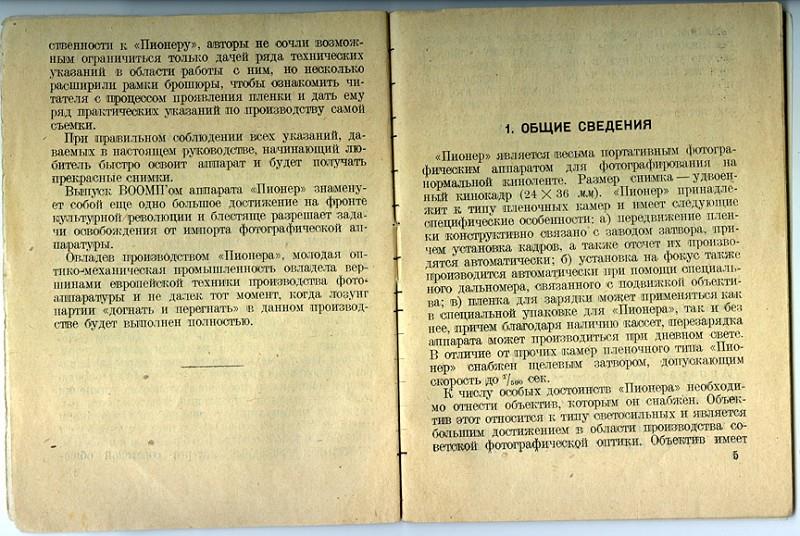 ственности к «Пионеру», авторы не сочли возмож-
ным ограничиться только дачей ряда технических
указаний в области работы с ним, но несколько
расширили рамки брошюры, чтобы ознакомить чи-
тателя с процессом проявления пленки и дать ему
ряд практических указаний по производству самой
съемки.
При правильном соблюдении всех указаний, да-
ваемых в настоящем руководстве, начинающий лю-
битель быстро освоит аппарат и будет получать
прекрасные снимки.
Выпуск ВООМП'ом аппарата «Пионер» знамену-
ет собой еще одно большое достижение на фронте
культурной революции и блестяще разрешает зада-
чи освобождения от импорта фотографической ап-
паратуры.
Овладев производством «Пионера», молодая оп-
тико-механическая промышленность овладела вер-
шинами европейской техники производства фото-
аппаратуры и не далек тот момент, когда лозунг
партии «догнать и перегнать» в данном производ-
стве будет выполнен полностью.
1. ОБЩИЕ СВЕДЕНИЯ
«Пионер» является весьма портативным фотогра-
фическим аппаратом для фотографирования на
нормальной киноленте. Размер снимка — удвоен-
ный кинокадр (24 × 36 мм). «Пионер» принадле-
жит к типу пленочных камер и имеет следующие
специфические особенности: а) передвижение плен-
ки конструктивно связано с заводом затвора, при-
чем установка кадров, а также отсчет их произво-
дятся автоматически; б) установка на фокус также
производится автоматически при помощи специаль-
ного дальномера, связанного с подвижкой объекти-
ва; в) пленка для зарядки может применяться как
в специальной упаковке для «Пионера», так и без
нее, причем благодаря наличию кассет, перезарядка
аппарата может производиться при дневном свете.
В отличие от прочих камер пленочного типа «Пио-
нер» снабжен щелевым затвором, допускающим
скорость до 1/500 сек.
К числу особых достоинств «Пионера» необходи-
мо отнести объектив, которым он снабжен. Объек-
тив этот относится к типу светосильных и является
большим достижением в области производства со-
ветской фотографической оптики. Объектив имеет
5